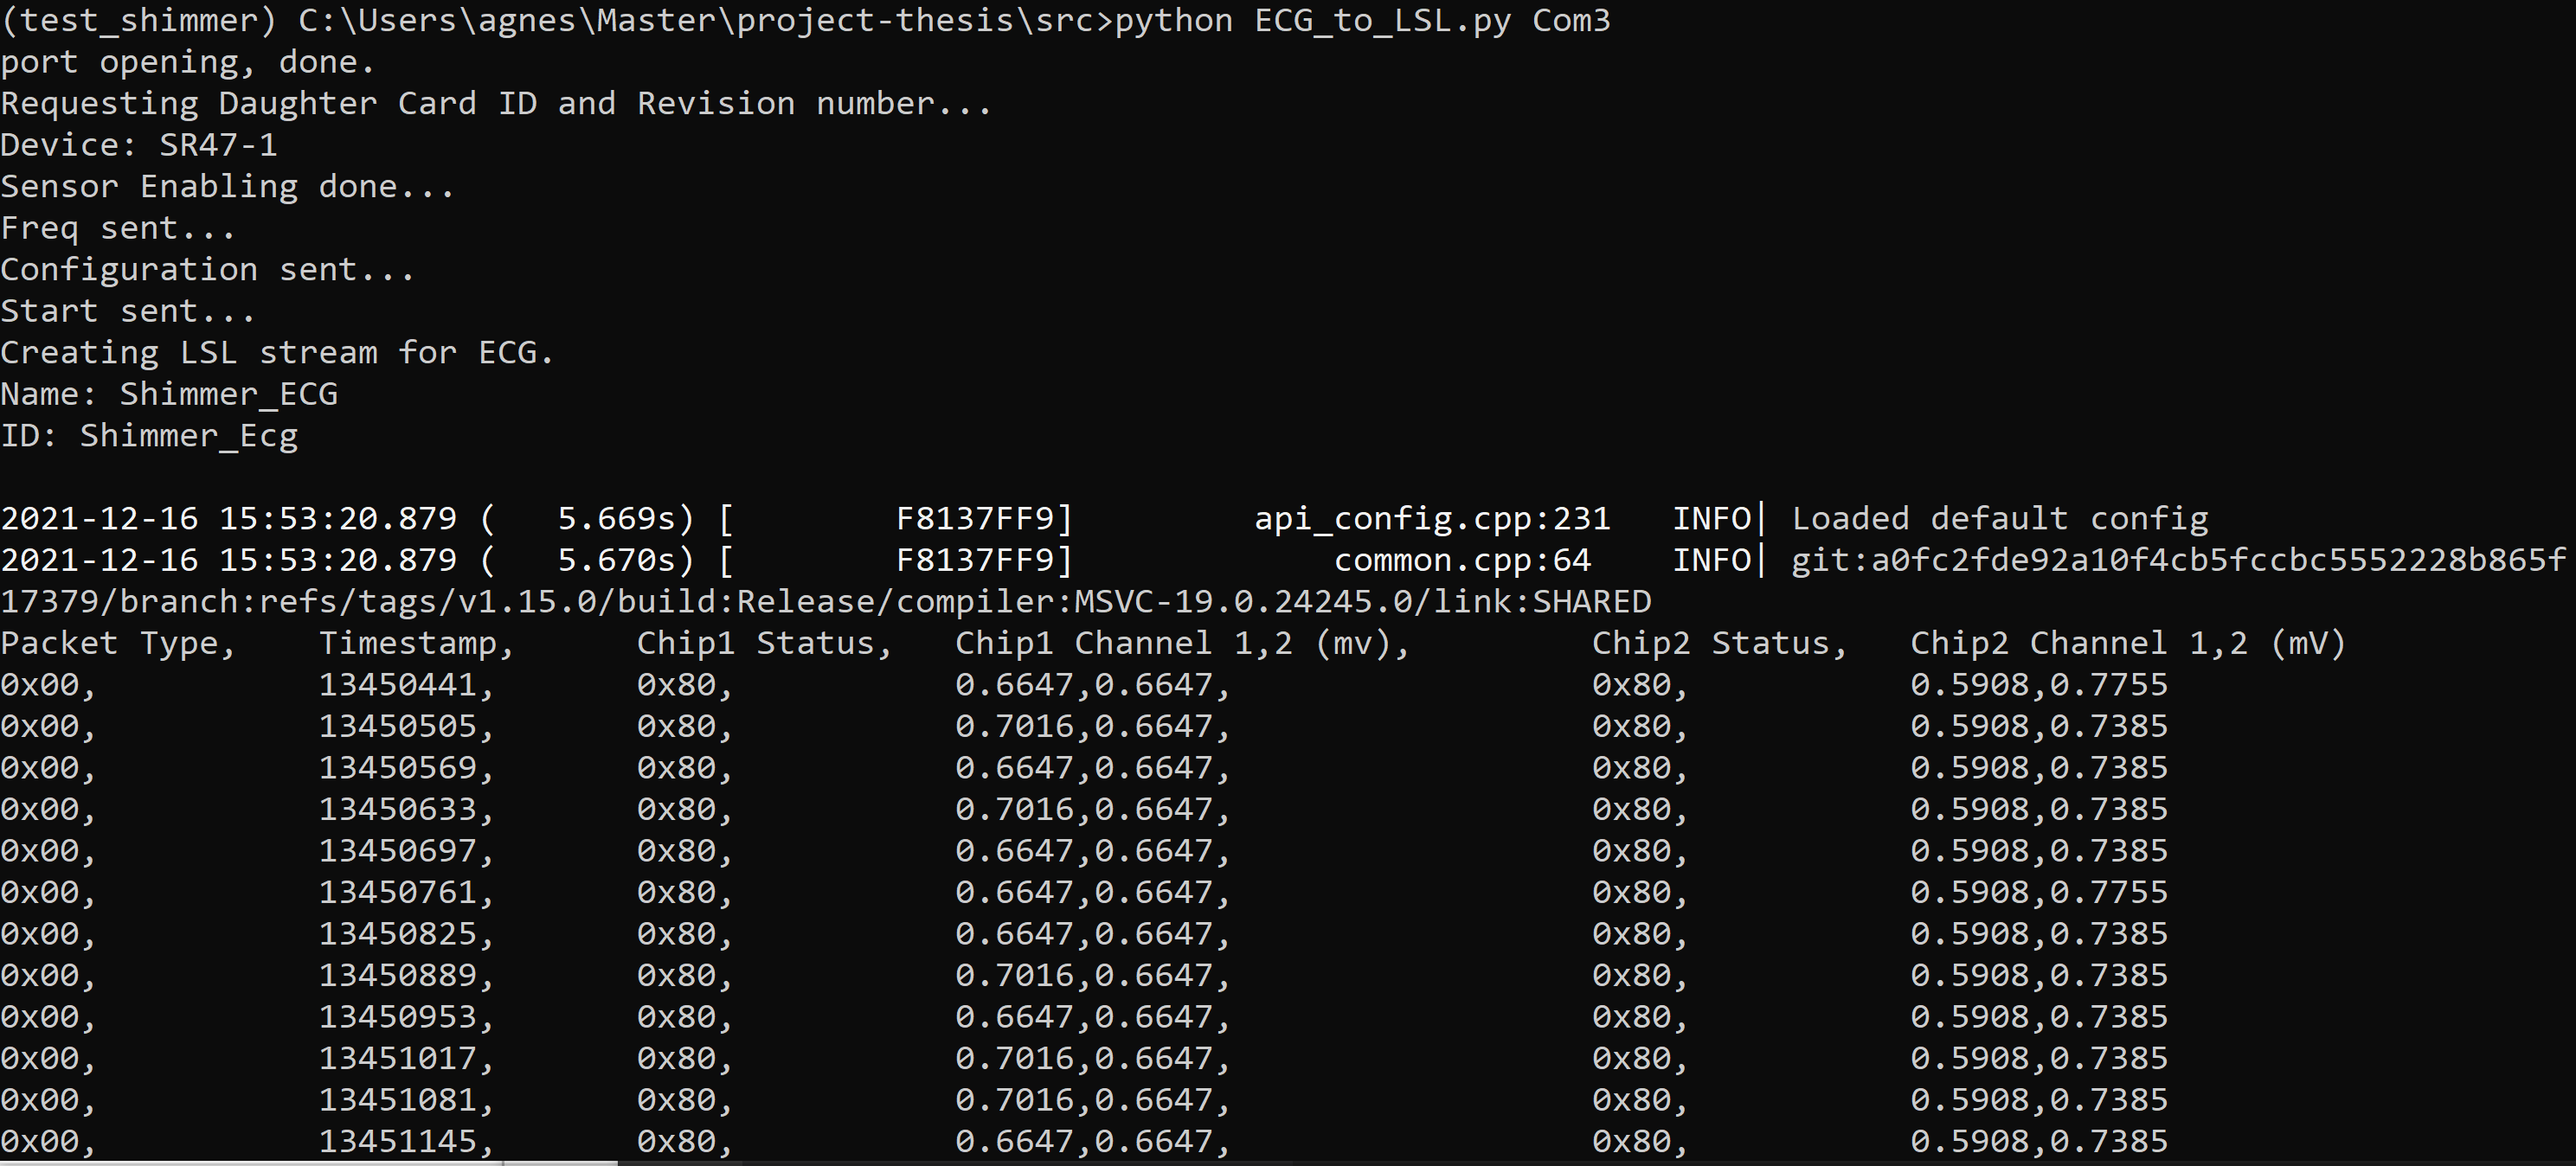 (test_shimmer) C:\Users\agnes\Master\project-thesis\src>python ECG_to_LSL.py Com3
port opening, done.
Requesting Daughter Card ID and Revision number...
Device: SR47-1
Sensor Enabling done...
Freq sent...
Configuration sent...
Start sent...
Creating LSL stream for ECG.
Name: Shimmer_ECG
ID: Shimmer_Ecg
2021-12-16 15:53:20.879 (   5.669s) [        F8137FF9]         api_config.cpp:231   INFO| Loaded default config
2021-12-16 15:53:20.879 (   5.670s) [        F8137FF9]             common.cpp:64    INFO| git:a0fc2fde92a10f4cb5fccbc5552228b865f
17379/branch:refs/tags/v1.15.0/build:Release/compiler:MSVC-19.0.24245.0/link:SHARED
Packet Type,    Timestamp,      Chip1 Status,   Chip1 Channel 1,2 (mv),         Chip2 Status,   Chip2 Channel 1,2 (mV)
0x00,           13450441,       0x80,           0.6647,0.6647,                  0x80,           0.5908,0.7755
0x00,           13450505,       0x80,           0.7016,0.6647,                  0x80,           0.5908,0.7385
0x00,           13450569,       0x80,           0.6647,0.6647,                  0x80,           0.5908,0.7385
0x00,           13450633,       0x80,           0.7016,0.6647,                  0x80,           0.5908,0.7385
0x00,           13450697,       0x80,           0.6647,0.6647,                  0x80,           0.5908,0.7385
0x00,           13450761,       0x80,           0.6647,0.6647,                  0x80,           0.5908,0.7755
0x00,           13450825,       0x80,           0.6647,0.6647,                  0x80,           0.5908,0.7385
0x00,           13450889,       0x80,           0.7016,0.6647,                  0x80,           0.5908,0.7385
0x00,           13450953,       0x80,           0.6647,0.6647,                  0x80,           0.5908,0.7385
0x00,           13451017,       0x80,           0.7016,0.6647,                  0x80,           0.5908,0.7385
0x00,           13451081,       0x80,           0.7016,0.6647,                  0x80,           0.5908,0.7385
0x00,           13451145,       0x80,           0.6647,0.6647,                  0x80,           0.5908,0.7385